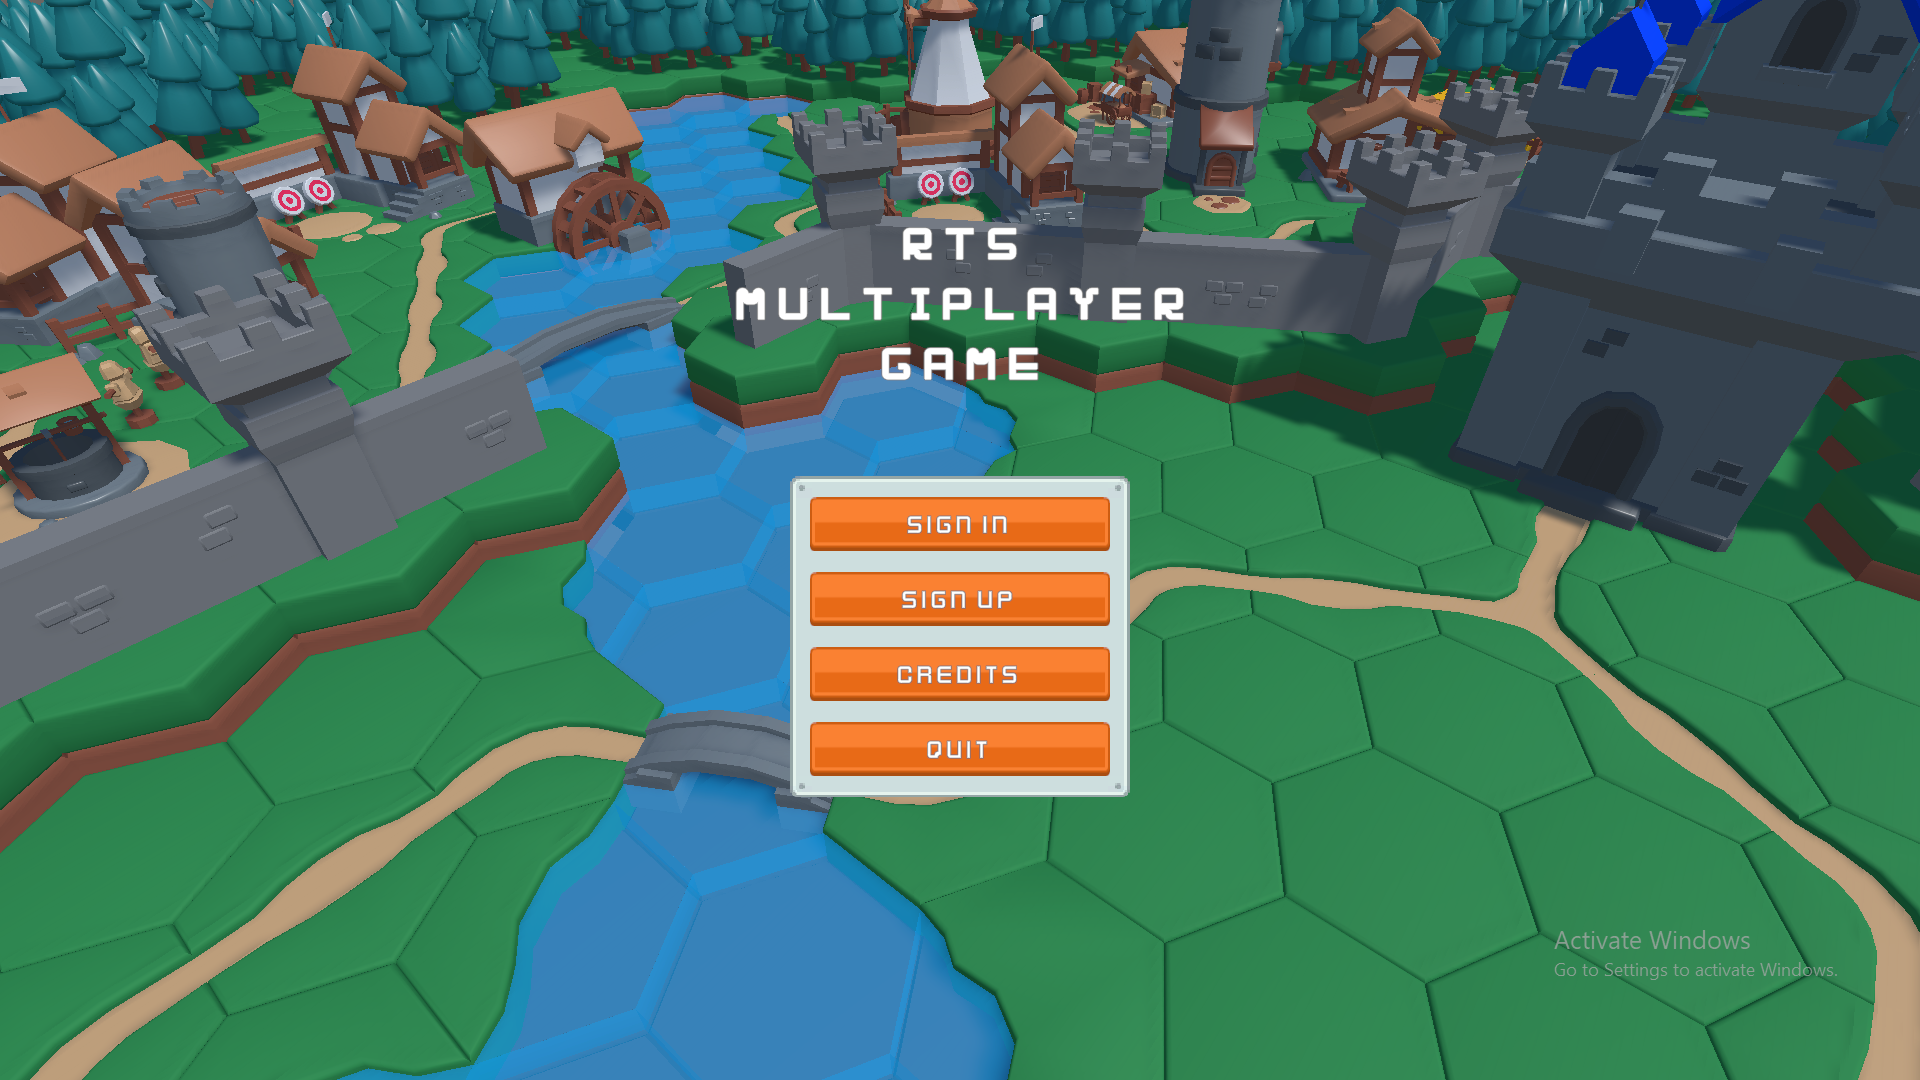 RTS
MULTIPLAYER
GAME
SIGN IN
SIGN UP
CREDITS
QUIT
Activate Windows
Go to Settings to activate Windows.